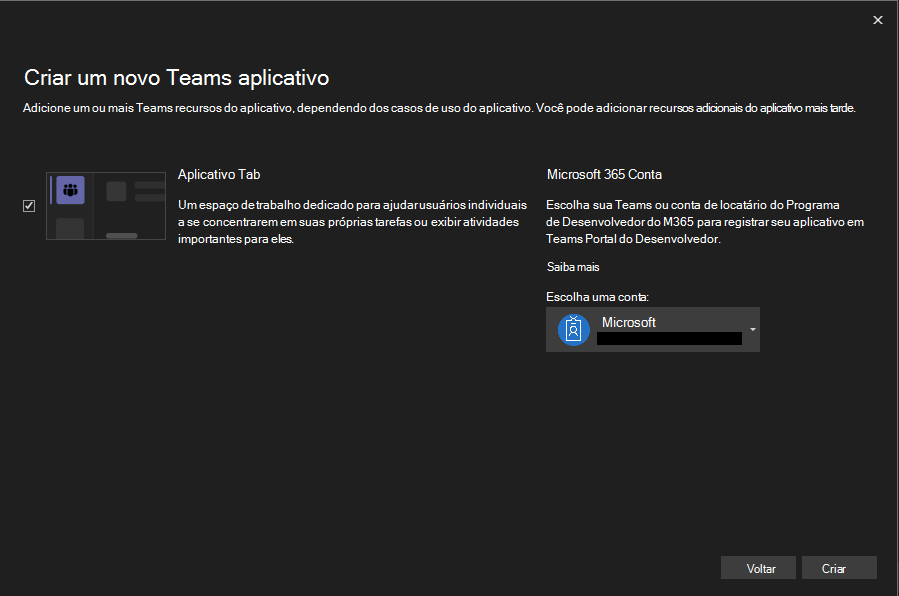 Criar um novo Teams aplicativo
Adicione um ou mais Teams recursos do aplicativo, dependendo dos casos de uso do aplicativo. Você pode adicionar recursos adicionais do aplicativo mais tarde.
Aplicativo Tab
Um espaço de trabalho dedicado para ajudar usuários individuais
a se concentrarem em suas próprias tarefas ou exibir atividades
importantes para eles.
Microsoft 365 Conta
Escolha sua Teams ou conta de locatário do Programa
de Desenvolvedor do M365 para registrar seu aplicativo em
Teams Portal do Desenvolvedor.
Saiba mais
Escolha uma conta:
Microsoft
Voltar
Criar